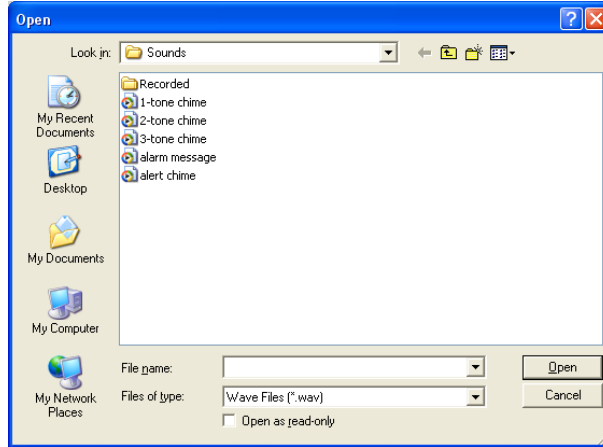 Open
Look in: Sounds
My Recent
Documents
Desktop
My Documents
My Computer
My Network
Places
Recorded
1-tone chime
2-tone chime
3-tone chime
alarm message
alert chime
File name:
Open
Files of type: Wave Files (*.wav)
Cancel
Open as read-only